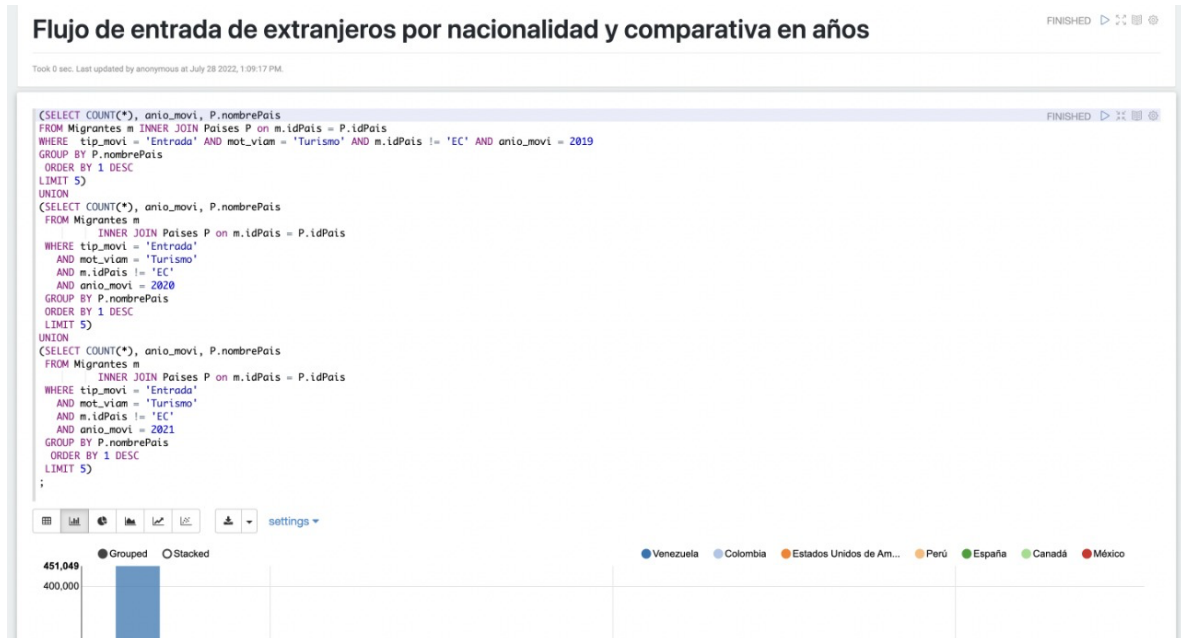 Flujo de entrada de extranjeros por nacionalidad y comparativa en años
FINISHED
Took 0 sec. Last updated by anonymous at July 28 2022, 1:09:17 PM.
(SELECT COUNT(*), anio_movi, P.nombrePais
FINISHED
FROM Migrantes m INNER JOIN Paises P on m.idPais = P.idPais
WHERE  tip_movi = 'Entrada' AND mot_viam = 'Turismo' AND m.idPais != 'EC' AND anio_movi = 2019
GROUP BY P.nombrePais
ORDER BY 1 DESC
LIMIT 5)
UNION
(SELECT COUNT(*), anio_movi, P.nombrePais
FROM Migrantes m
INNER JOIN Paises P on m.idPais = P.idPais
WHERE tip_movi = 'Entrada'
AND mot_viam = 'Turismo'
AND m.idPais != 'EC'
AND anio_movi = 2020
GROUP BY P.nombrePais
ORDER BY 1 DESC
LIMIT 5)
UNION
(SELECT COUNT(*), anio_movi, P.nombrePais
FROM Migrantes m
INNER JOIN Paises P on m.idPais = P.idPais
WHERE tip_movi = 'Entrada'
AND mot_viam = 'Turismo'
AND m.idPais != 'EC'
AND anio_movi = 2021
GROUP BY P.nombrePais
ORDER BY 1 DESC
LIMIT 5)
;
settings
Grouped Stacked
Venezuela Colombia Estados Unidos de Am... Perú España Canadá México
451,049
400,000